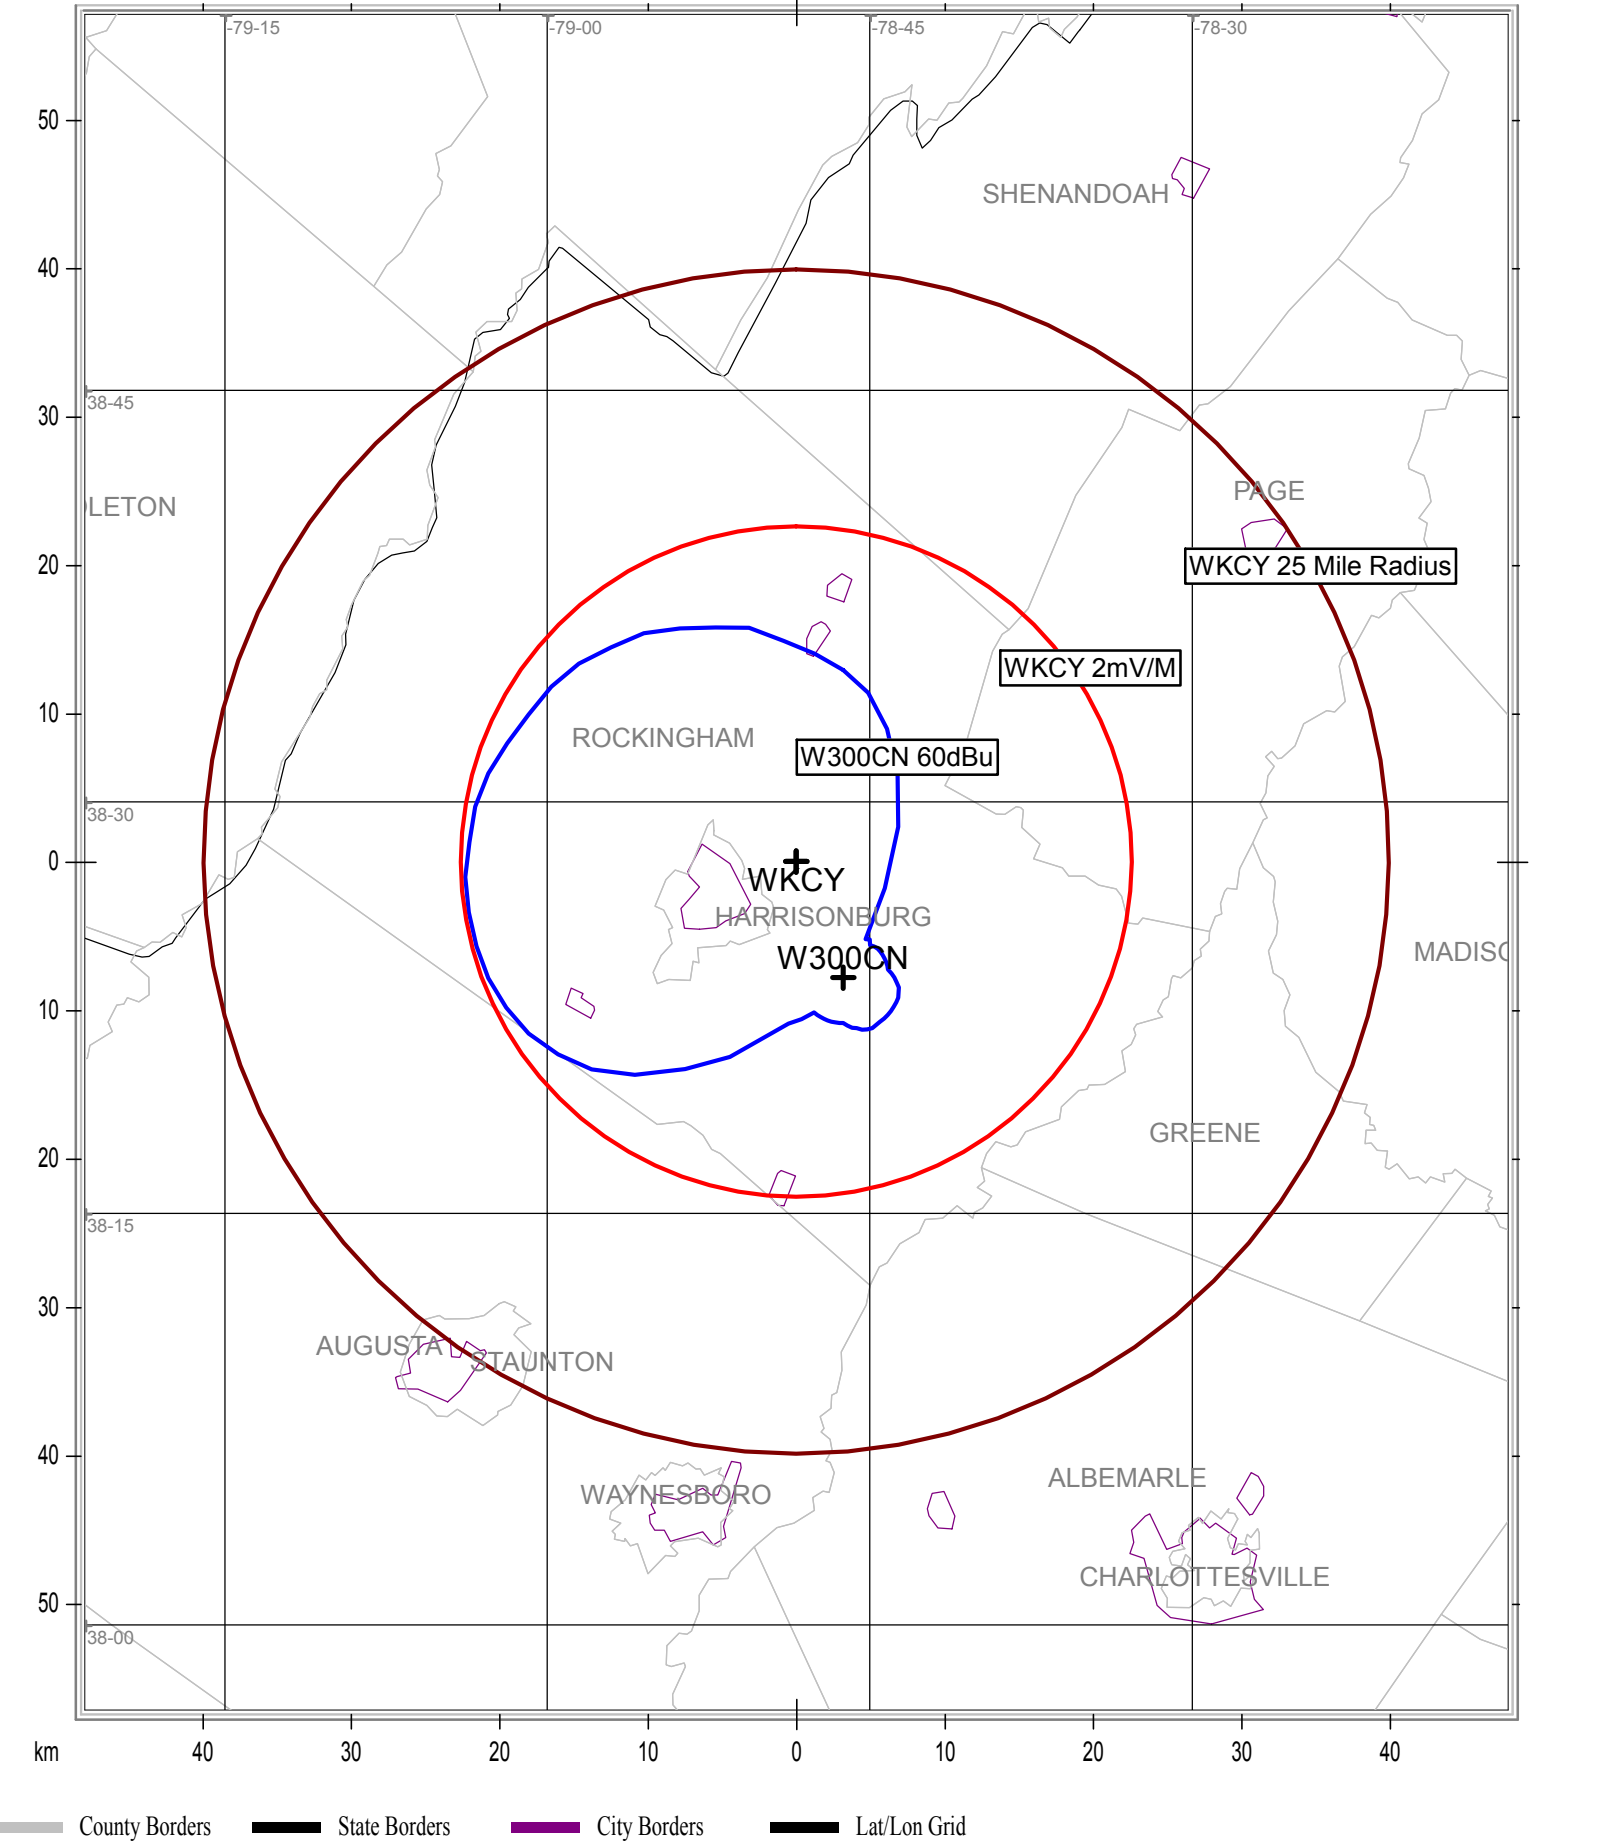 -79-15
-79-00
-78-45
-78-30
50
SHENANDOAH
40
38-45
30
PAGE
LETON
20
WKCY 25 Mile Radius
WKCY 2mV/M
10
ROCKINGHAM
W300CN 60dBu
38-30
0
WKCY
HARRISONBURG
MADISO
W300CN
10
GREENE
20
38-15
30
AUGUSTA
STAUNTON
40
ALBEMARLE
WAYNESBORO
CHARLOTTESVILLE
50
38-00
km 40 30 20 10 0 10 20 30 40
County Borders State Borders City Borders Lat/Lon Grid